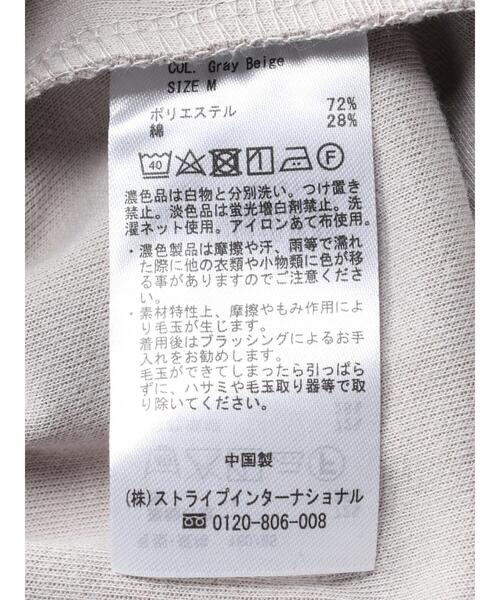 COL. Gray Beige
SIZE M
ポリエステル 72%
綿 28%
40 F
濃色品は白物と分別洗い。つけ置き
禁止。淡色品は蛍光増白剤禁止。洗
濯ネット使用。アイロンあて布使用。
・濃色製品は摩擦や汗、雨等で濡れ
た際に他の衣類や小物類に色が移
る事がありますのでご注意くださ
い。
・素材特性上、摩擦やもみ作用によ
り毛玉が生じます。
着用後はブラッシングによるお手
入れをお勧めします。
毛玉ができてしまったら引っぱら
ずに、ハサミや毛玉取り器等で取
り除いてください。
中国製
(株)ストライプインターナショナル
0120-806-008